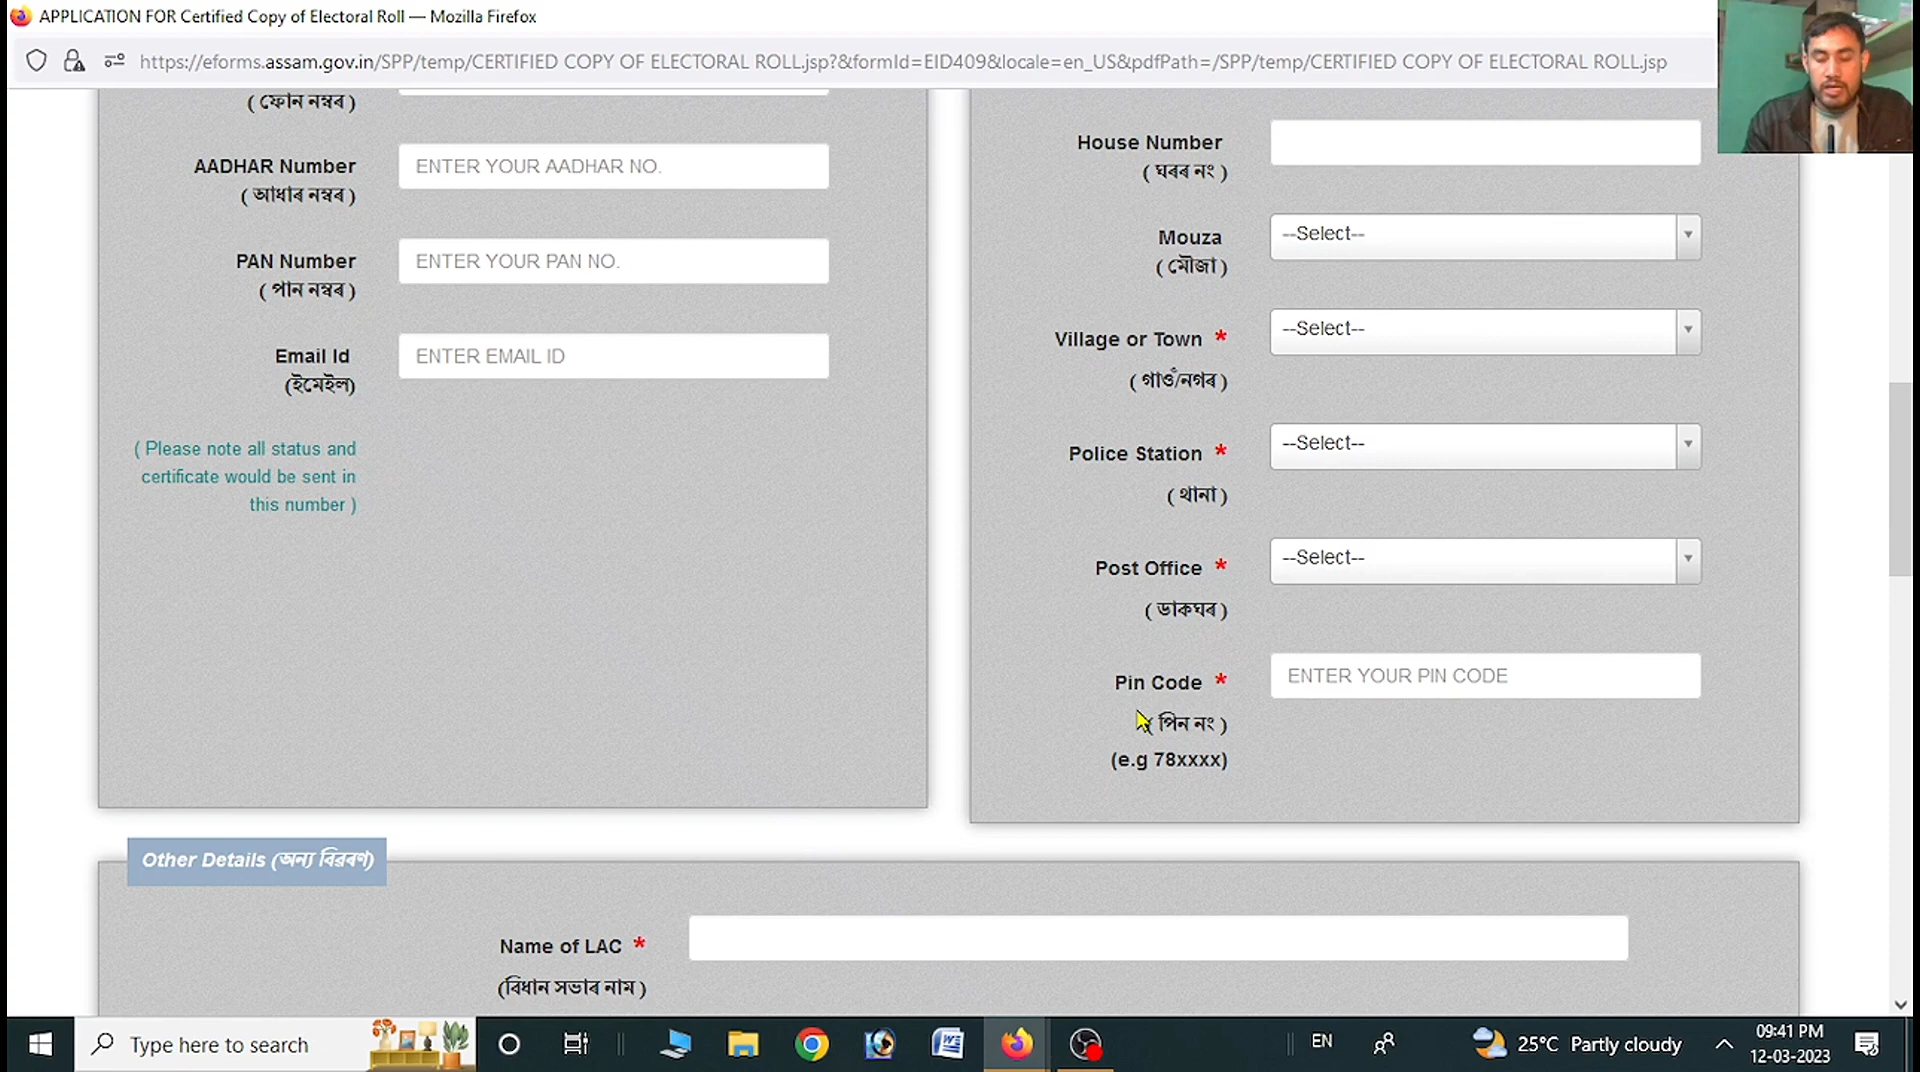 APPLICATION FOR Certified Copy of Electoral Roll — Mozilla Firefox
https://eforms.assam.gov.in/SPP/temp/CERTIFIED COPY OF ELECTORAL ROLL.jsp?&formId=EID409&locale=en_US&pdfPath=/SPP/temp/CERTIFIED COPY OF ELECTORAL ROLL.jsp
( ফোন নম্বৰ )
AADHAR Number
ENTER YOUR AADHAR NO.
( আধাৰ নম্বৰ )
PAN Number
ENTER YOUR PAN NO.
( পান নম্বৰ )
Email Id
ENTER EMAIL ID
(ইমেইল)
( Please note all status and
certificate would be sent in
this number )
House Number
( ঘৰৰ নং )
Mouza
--Select--
( মৌজা )
Village or Town *
--Select--
( গাওঁ/নগৰ )
Police Station *
--Select--
( থানা )
Post Office *
--Select--
( ডাকঘৰ )
Pin Code *
ENTER YOUR PIN CODE
( পিন নং )
(e.g 78xxxx)
Other Details (অন্য বিৱৰণ)
Name of LAC *
(বিধান সভাৰ নাম )
Type here to search
EN
25°C Partly cloudy
09:41 PM
12-03-2023